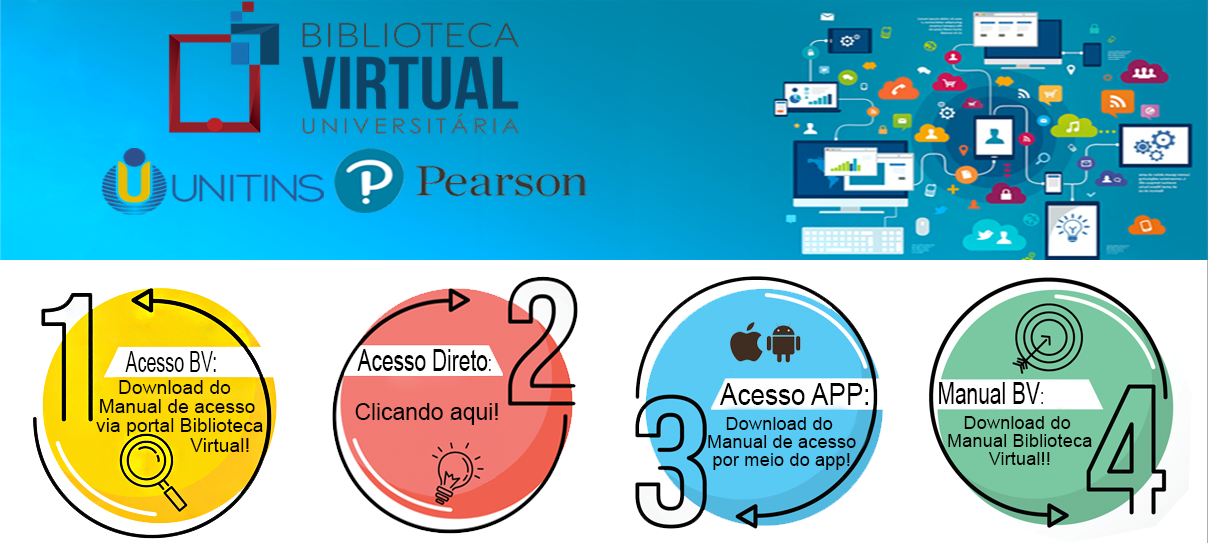 BIBLIOTECA
VIRTUAL
UNIVERSITÁRIA
UNITINS
Pearson
1
Acesso BV:
Download do
Manual de acesso
via portal Biblioteca
Virtual!
2
Acesso Direto:
Clicando aqui!
3
Acesso APP:
Download do
Manual de acesso
por meio do app!
4
Manual BV:
Download do
Manual Biblioteca
Virtual!!